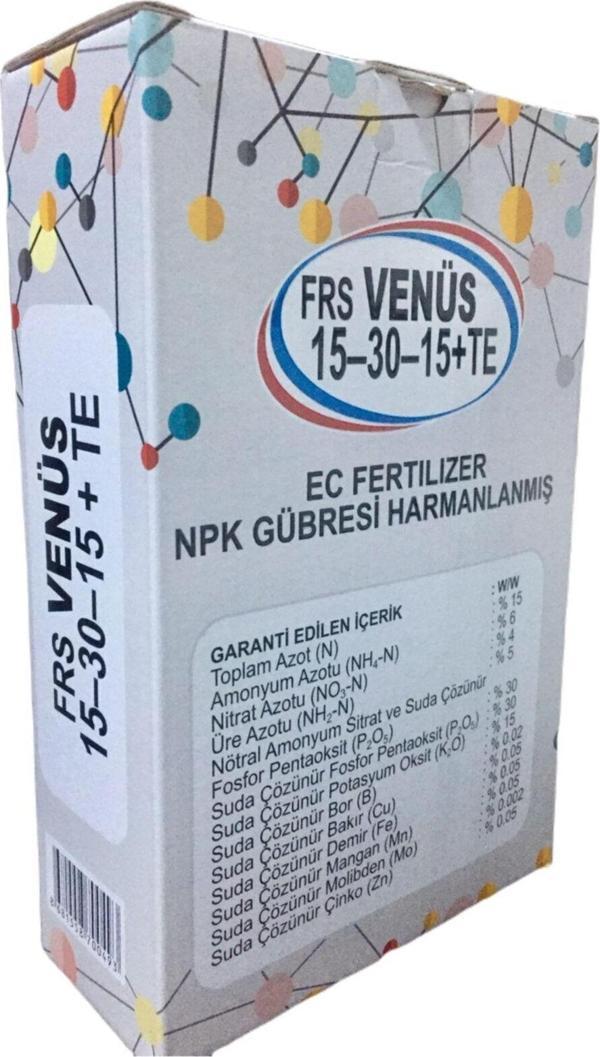 FRS VENÜS
15–30–15+TE
EC FERTILIZER
NPK GÜBRESİ HARMANLANMIŞ
GARANTİ EDİLEN İÇERİK : W/W
Toplam Azot (N) : % 15
Amonyum Azotu (NH₄-N) : % 6
Nitrat Azotu (NO₃-N) : % 4
Üre Azotu (NH₂-N) : % 5
Nötral Amonyum Sitrat ve Suda Çözünür
Fosfor Pentaoksit (P₂O₅) : % 30
Suda Çözünür Fosfor Pentaoksit (P₂O₅) : % 30
Suda Çözünür Potasyum Oksit (K₂O) : % 15
Suda Çözünür Bor (B) : % 0.02
Suda Çözünür Bakır (Cu) : % 0.05
Suda Çözünür Demir (Fe) : % 0.05
Suda Çözünür Mangan (Mn) : % 0.05
Suda Çözünür Molibden (Mo) : % 0.002
Suda Çözünür Çinko (Zn) : % 0.05
FRS VENÜS
15–30–15 + TE